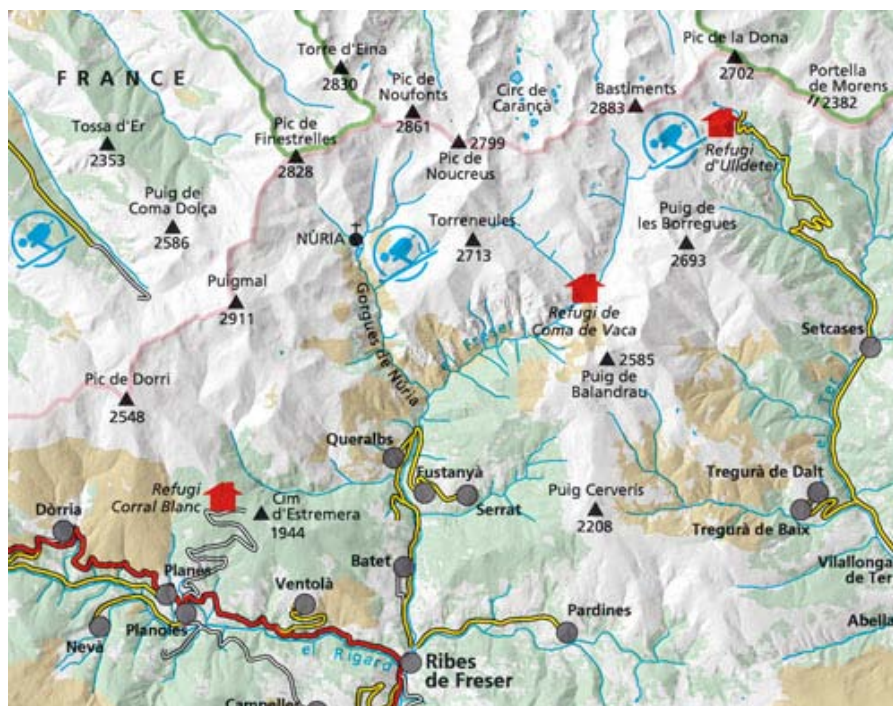 Pic de la Dona
2702
Torre d'Eina
2830
FRANCE
Pic de
Noufonts
2861
Circ de
Carançà
Bastiments
2883
Portella
de Morens
2382
Tossa d'Er
2353
Pic de
Finestrelles
2828
2799
Pic de
Noucreus
Refugi
d'Ulldeter
Puig de
Coma Dolça
2586
NÚRIA
Torreneules
2713
Puig de
les Borregues
2693
Puigmal
2911
Gorgues de Núria
Refugi de
Coma de Vaca
el Freser
Setcases
2585
Puig de
Balandrau
Pic de Dorri
2548
el Ter
Queralbs
Fustanyà
Serrat
Tregurà de Dalt
Tregurà de Baix
Puig Cerverís
2208
Refugi
Corral Blanc
Cim
d'Estremera
1944
Dòrria
Batet
Vilallonga
de Ter
Planes
Ventolà
Pardines
Abella
Nevà
Planoles
el Rigard
Ribes
de Freser
Campelles